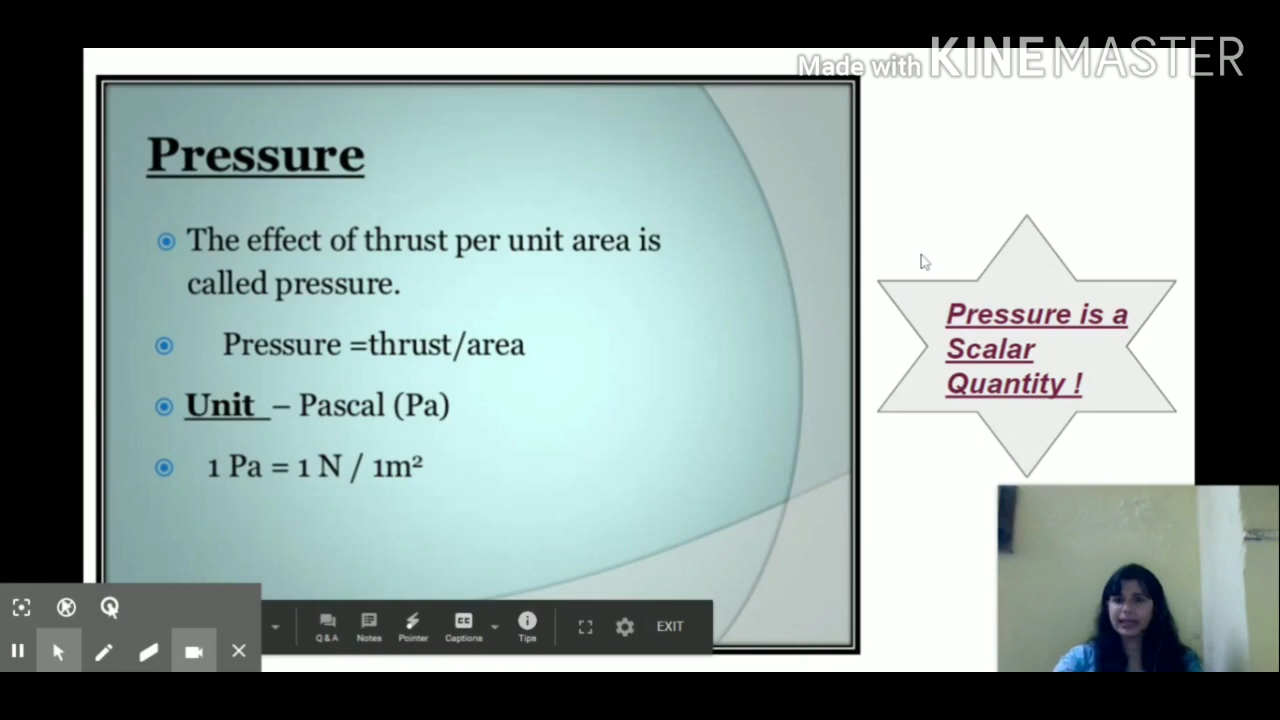 Made with KINEMASTER
Pressure
The effect of thrust per unit area is
called pressure.
Pressure =thrust/area
Unit – Pascal (Pa)
1 Pa = 1 N / 1m²
Pressure is a
Scalar
Quantity !
Q & A Notes Pointer Captions Tips EXIT